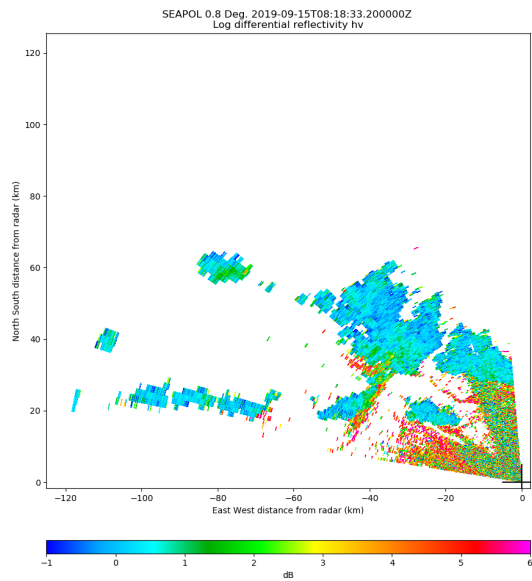 SEAPOL 0.8 Deg. 2019-09-15T08:18:33.200000Z
Log differential reflectivity hv
120
100
80
60
40
20
0
North South distance from radar (km)
−120 −100 −80 −60 −40 −20 0
East West distance from radar (km)
−1 0 1 2 3 4 5
dB